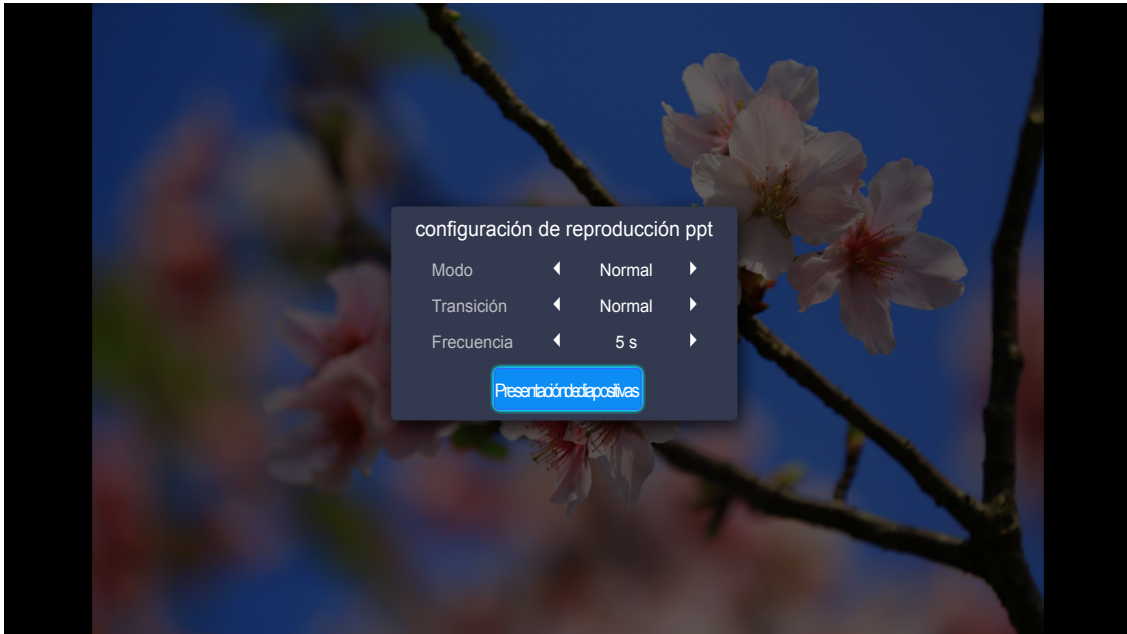 configuración de reproducción ppt
Modo Normal
Transición Normal
Frecuencia 5 s
Presentacióndediapositivas